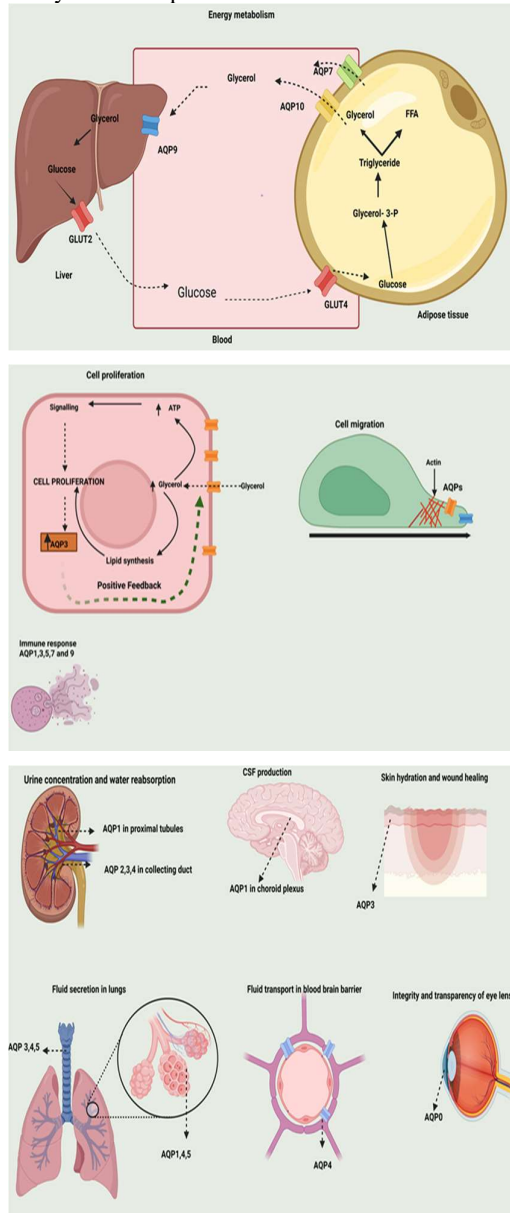 Energy metabolism
AQP7
Glycerol
AQP10
Glycerol
FFA
Glycerol
AQP9
Triglyceride
Glucose
Glycerol- 3-P
GLUT2
Liver
Glucose
GLUT4
Glucose
Adipose tissue
Blood
Cell proliferation
Signalling
ATP
CELL PROLIFERATION
Glycerol
Glycerol
AQP3
Lipid synthesis
Positive Feedback
Cell migration
Actin
AQPs
Immune response
AQP1,3,5,7 and 9
Urine concentration and water reabsorption
AQP1 in proximal tubules
AQP 2,3,4 in collecting duct
CSF production
AQP1 in choroid plexus
Skin hydration and wound healing
AQP3
Fluid secretion in lungs
AQP 3,4,5
AQP1,4,5
Fluid transport in blood brain barrier
AQP4
Integrity and transparency of eye lens
AQP0